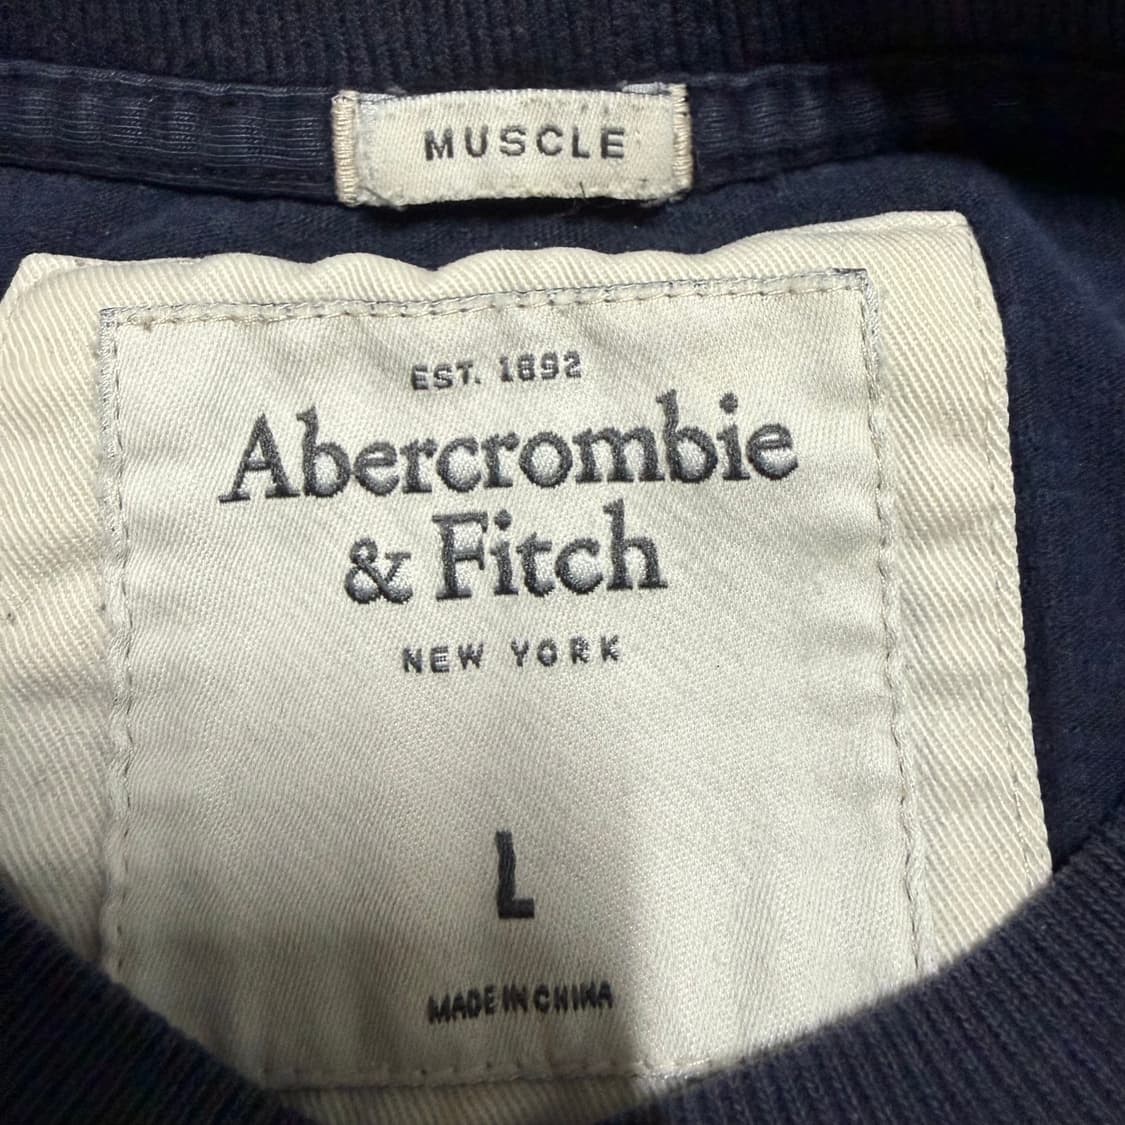 MUSCLE
EST. 1892
Abercrombie
& Fitch
NEW YORK
L
MADE IN CHINA